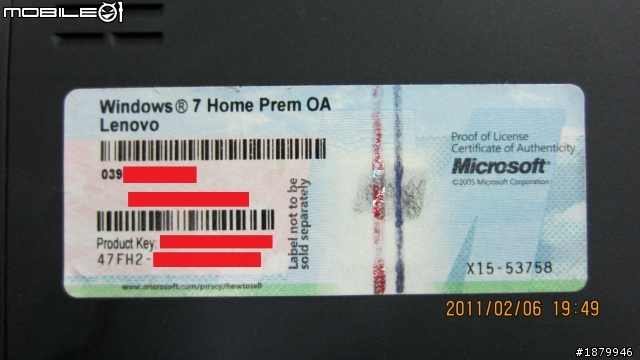 MOBILE01
Windows® 7 Home Prem OA
Lenovo
039
Product Key:
47FH2-
Label not to be
sold separately
Proof of License
Certificate of Authenticity
Microsoft®
©2005 Microsoft Corporation
X15-53758
www.microsoft.com/piracy/howtotell
2011/02/06 19:49
#1879946